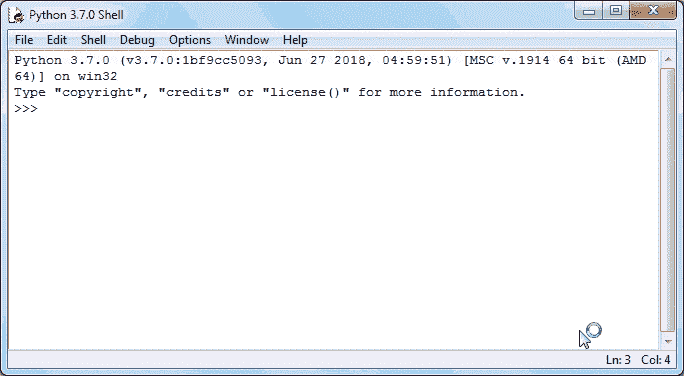 Python 3.7.0 Shell
File Edit Shell Debug Options Window Help
Python 3.7.0 (v3.7.0:1bf9cc5093, Jun 27 2018, 04:59:51) [MSC v.1914 64 bit (AMD
64)] on win32
Type "copyright", "credits" or "license()" for more information.
>>>
Ln: 3 Col: 4